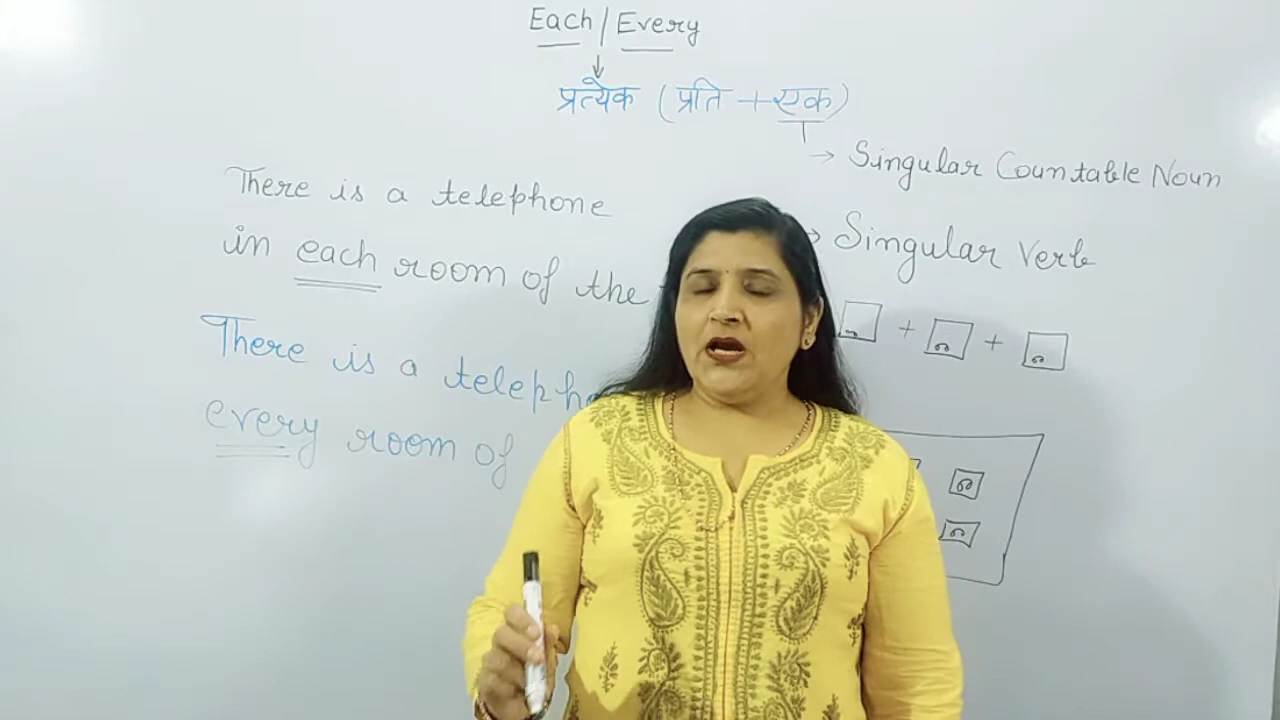 Each / Every
प्रत्येक ( प्रति + एक )
→ Singular Countable Noun
There is a telephone
→ Singular Verb
in each room of the
+ +
There is a teleph
every room of